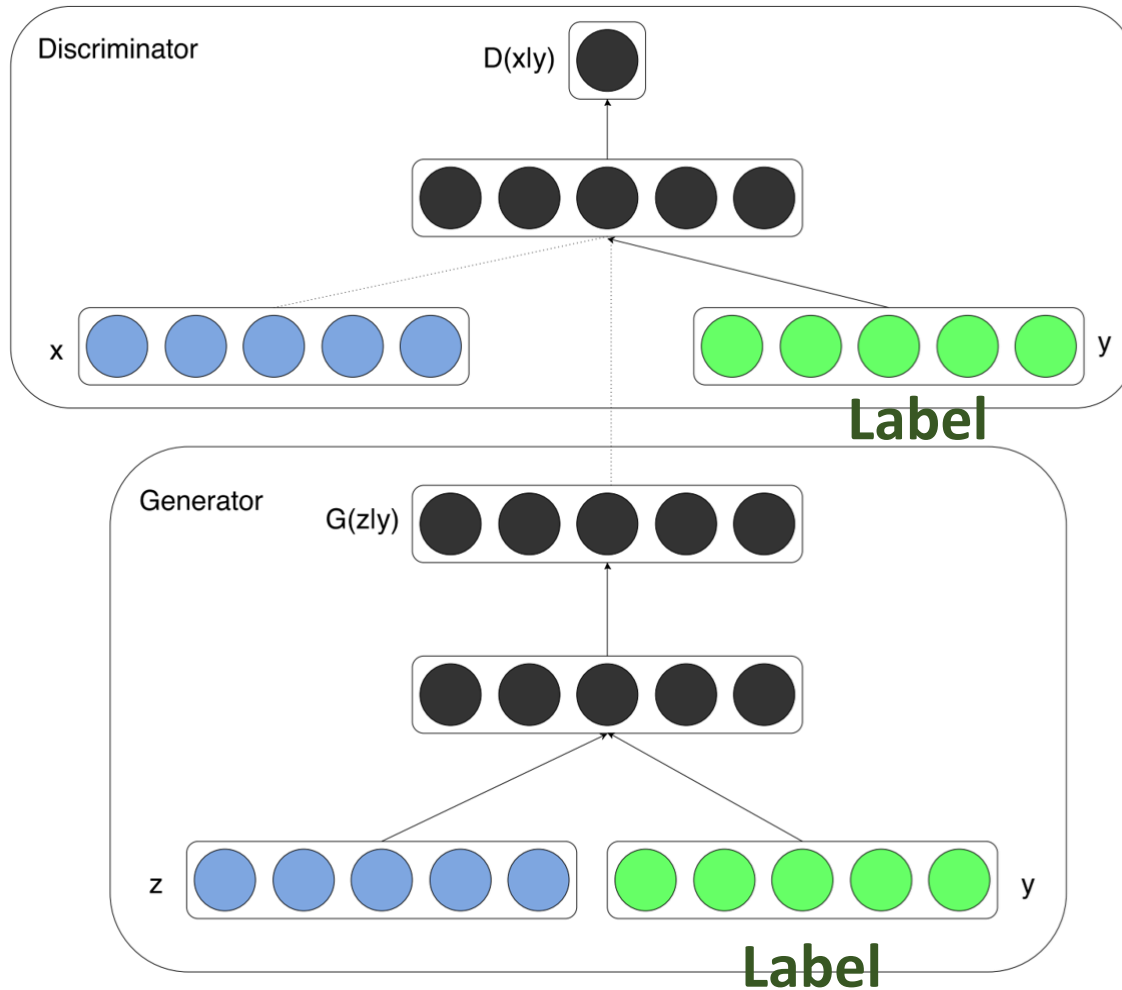 Discriminator
D(x|y)
x
y
Label
Generator
G(z|y)
z
y
Label